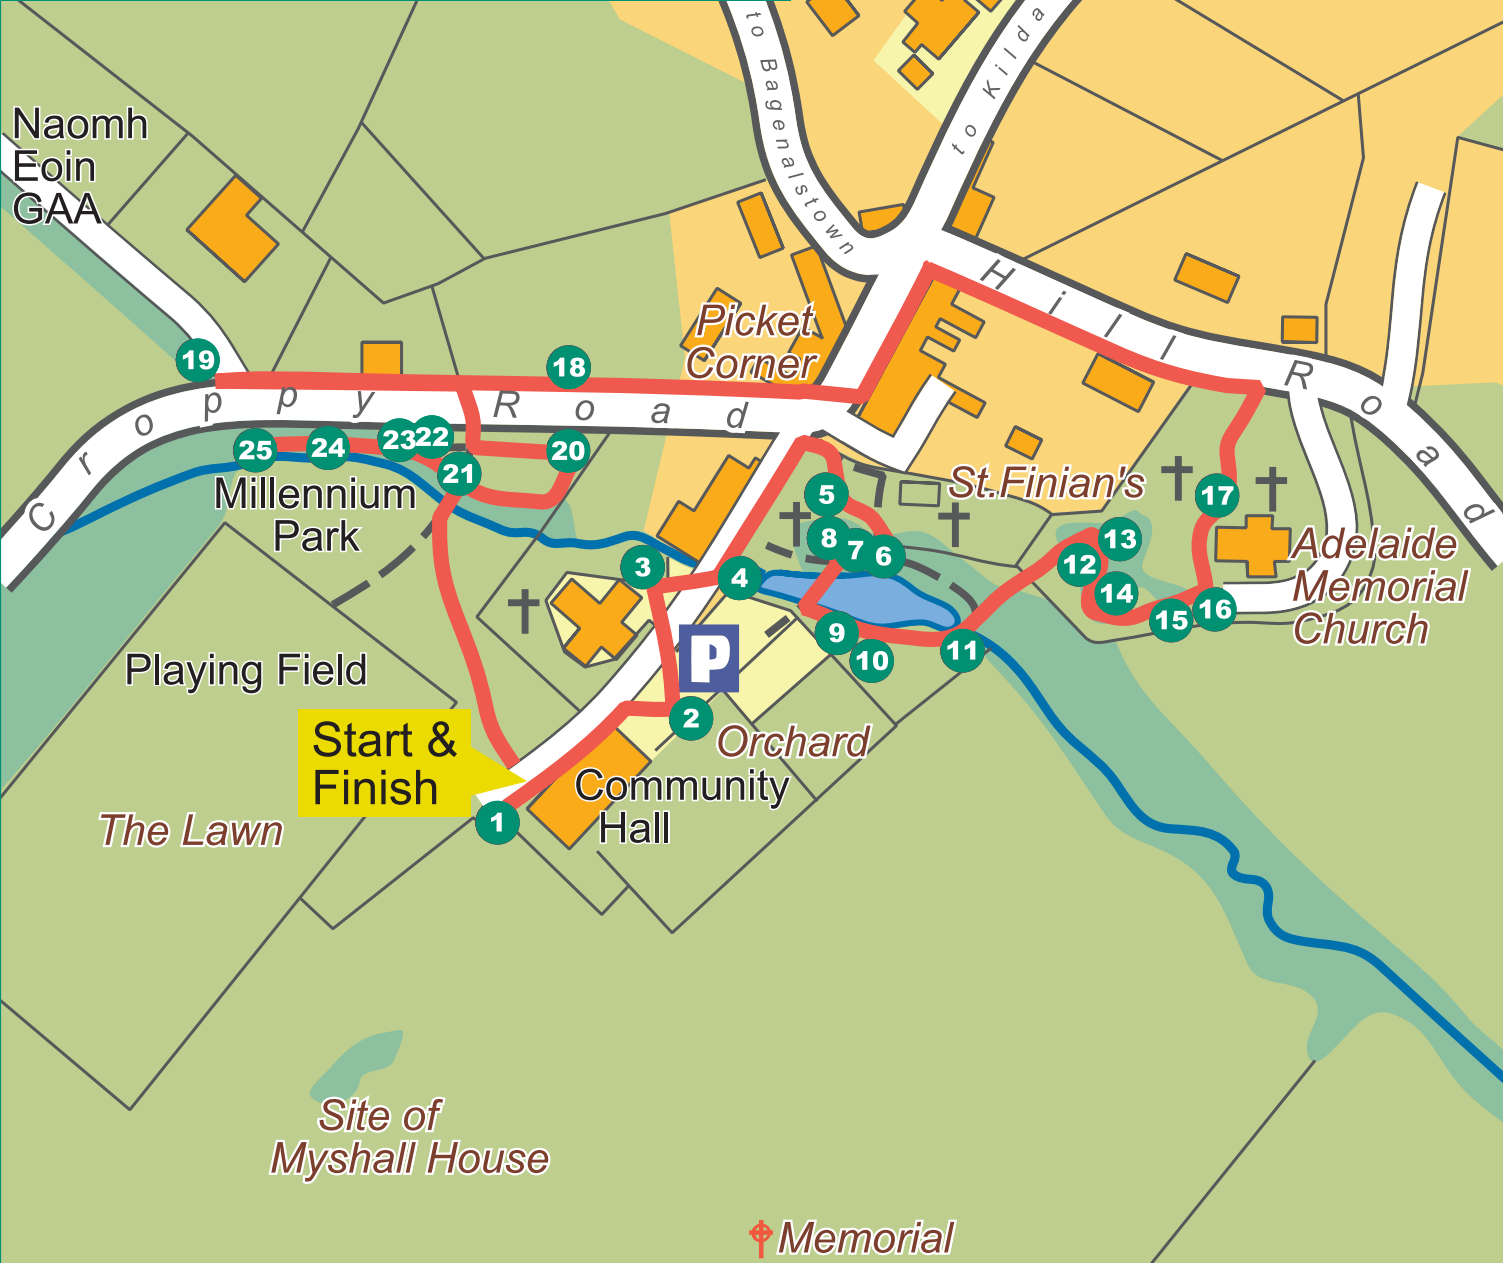 to Bagenalstown
to Kilda
Naomh
Eoin
GAA
Hill Road
Picket
Corner
19
18
Croppy Road
25
24
23
22
21
20
Millennium
Park
St.Finian's
5
8
7
6
17
13
12
14
15
16
Adelaide
Memorial
Church
3
4
9
10
11
P
2
Playing Field
Orchard
Start &
Finish
Community
Hall
1
The Lawn
Site of
Myshall House
Memorial